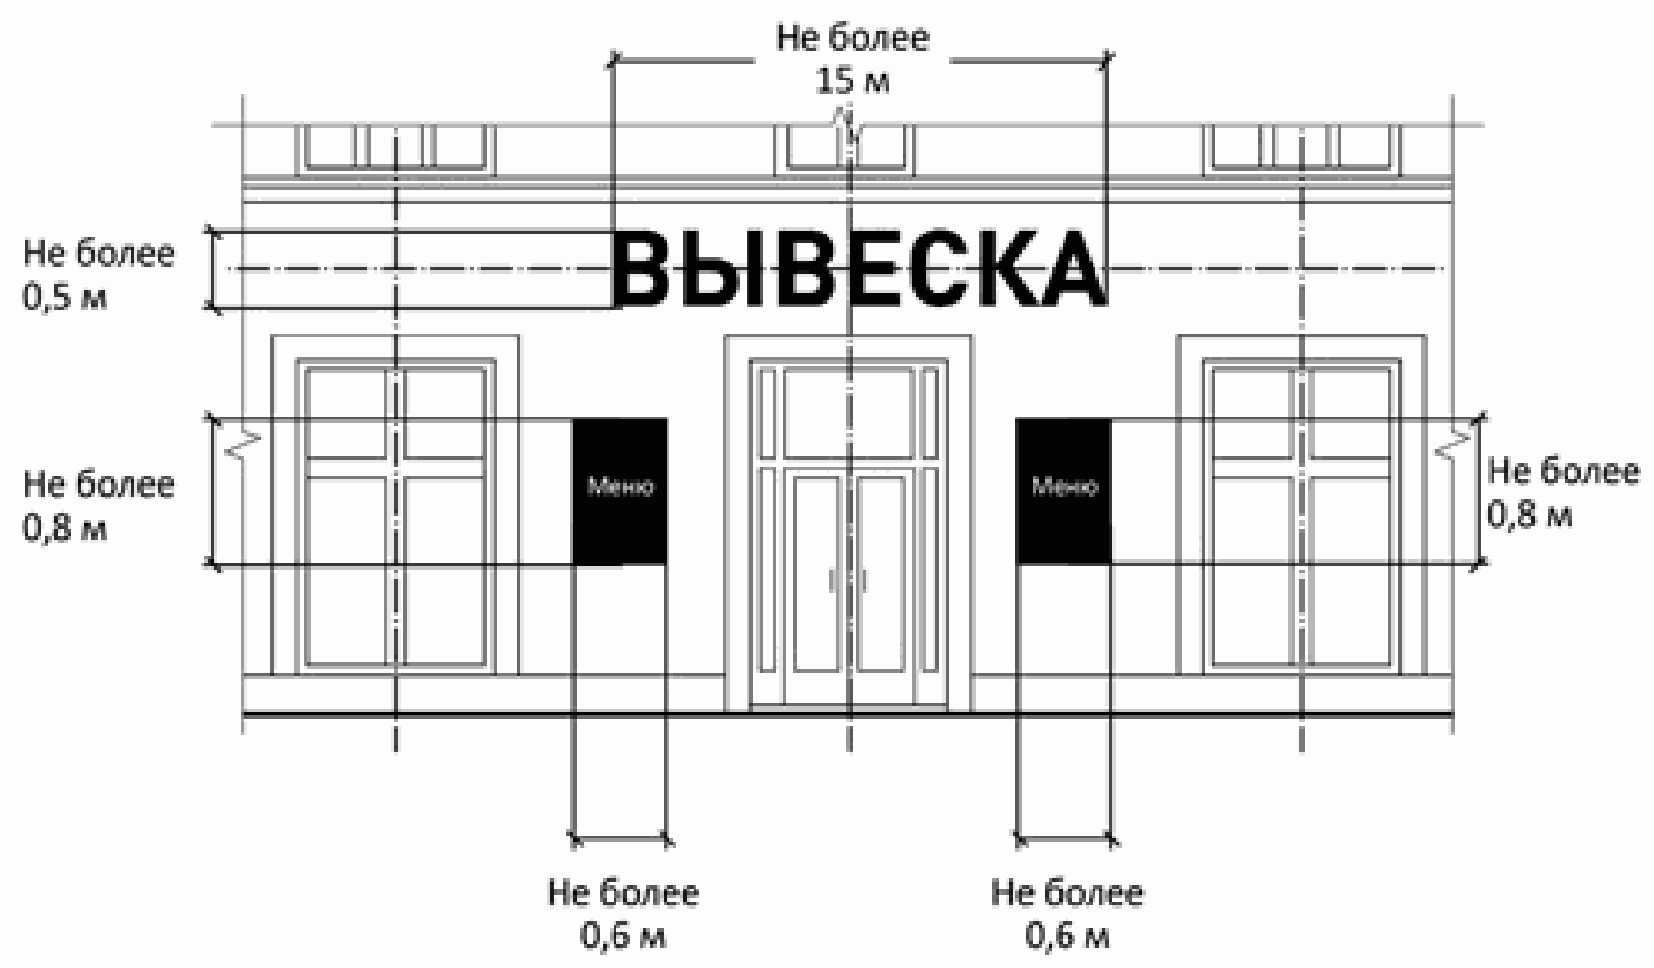 Не более
15 м
ВЫВЕСКА
Не более
0,5 м
Не более
0,8 м
Меню
Меню
Не более
0,8 м
Не более
0,6 м
Не более
0,6 м